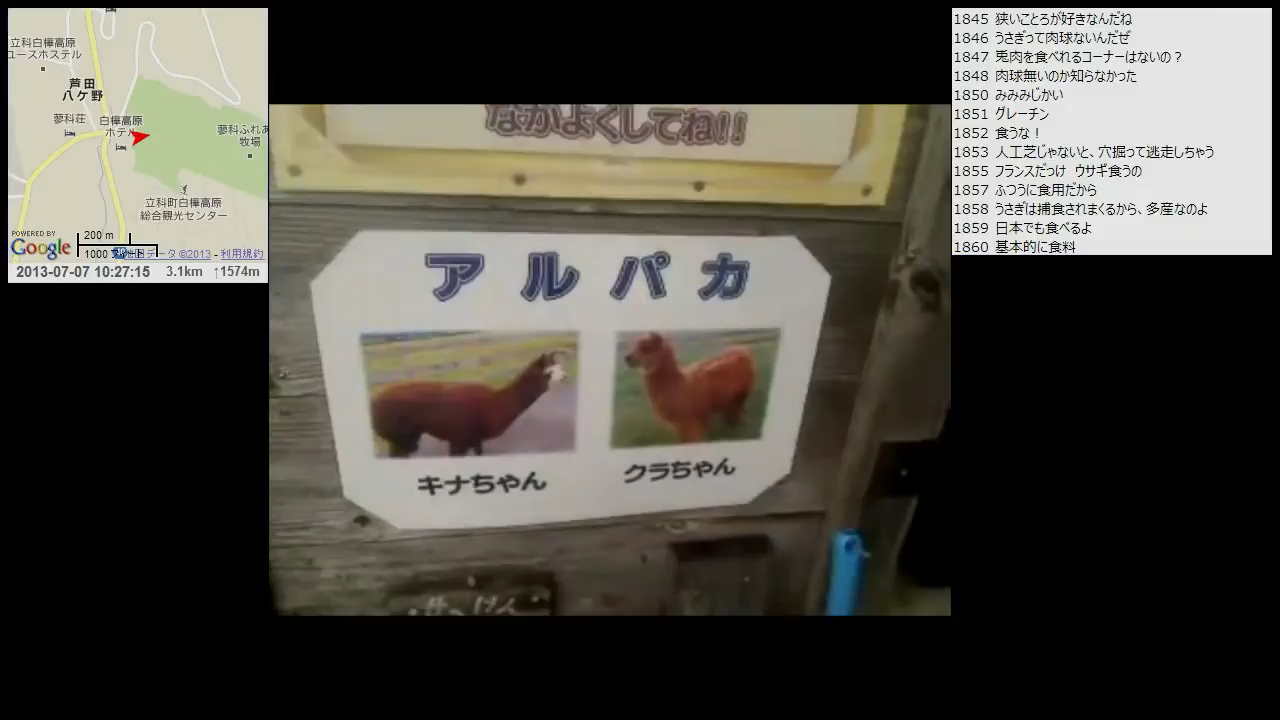 立科白樺高原
ユースホステル
芦田
八ケ野
蓼科荘
白樺高原
ホテル
蓼科ふれあ
牧場
立科町白樺高原
総合観光センター
POWERED BY
Google
200 m
1000
地図データ ©2013 - 利用規約
2013-07-07 10:27:15 3.1km ↑1574m
なかよくしてね!!
アルパカ
キナちゃん
クラちゃん
せっけん
1845 狭いことろが好きなんだね
1846 うさぎって肉球ないんだぜ
1847 兎肉を食べれるコーナーはないの？
1848 肉球無いのか知らなかった
1850 みみみじかい
1851 グレーチン
1852 食うな！
1853 人工芝じゃないと、穴掘って逃走しちゃう
1855 フランスだっけ　ウサギ食うの
1857 ふつうに食用だから
1858 うさぎは捕食されまくるから、多産なのよ
1859 日本でも食べるよ
1860 基本的に食料